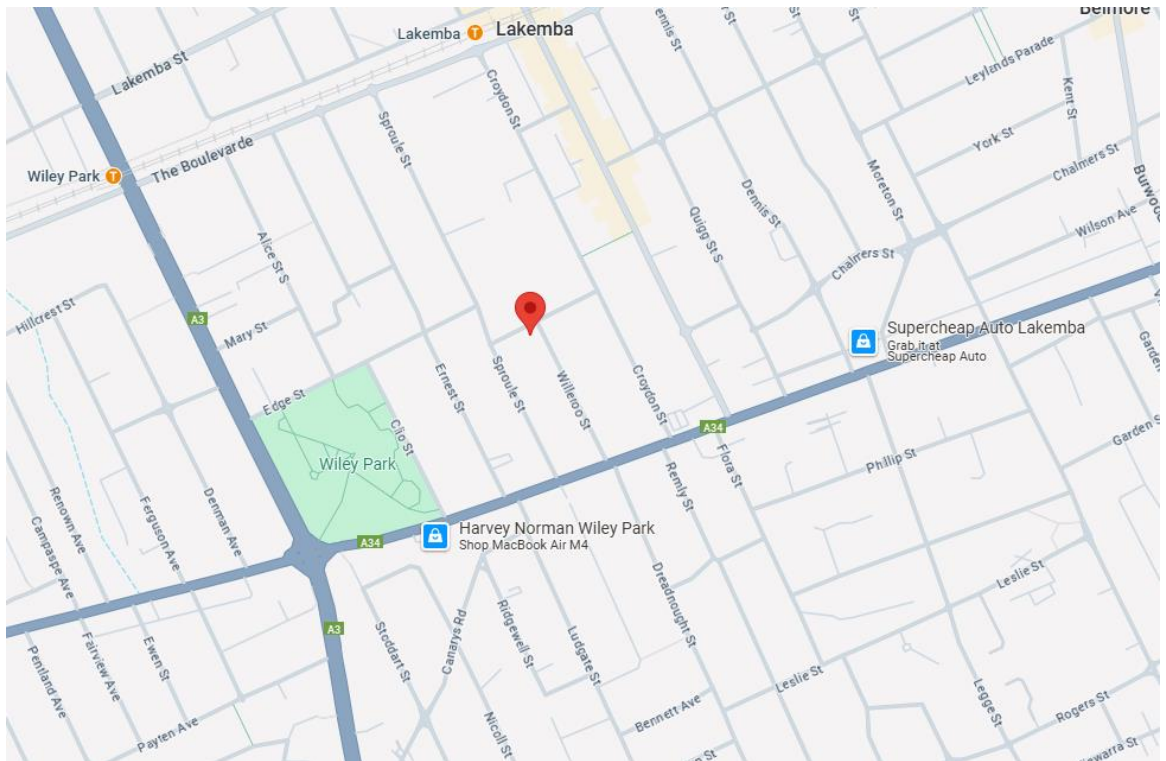 Belmore
Lakemba
Lakemba
Lakemba St
Dennis St
Leylands Parade
Croydon St
Kent St
Sproule St
York St
The Boulevarde
Chalmers St
Wiley Park
Moreton St
Burwood
Dennis St
Quigg St S
Wilson Ave
Alice St S
Chalmers St
Hillcrest St
A3
Mary St
Supercheap Auto Lakemba
Grab it at
Supercheap Auto
Garden
Ernest St
Sproule St
Willeroo St
Croydon St
Edge St
Clio St
A34
Flora St
Garden S
Wiley Park
Phillip St
Remly St
Renown Ave
Ferguson Ave
Denman Ave
Campaspe Ave
Harvey Norman Wiley Park
Shop MacBook Air M4
A34
Leslie St
Dreadnought St
A3
Stoddart St
Canarys Rd
Ridgewell St
Ludgate St
Pentland Ave
Fairview Ave
Ewen St
Leslie St
Legge St
Bennett Ave
Rogers St
Nicoll St
Payten Ave